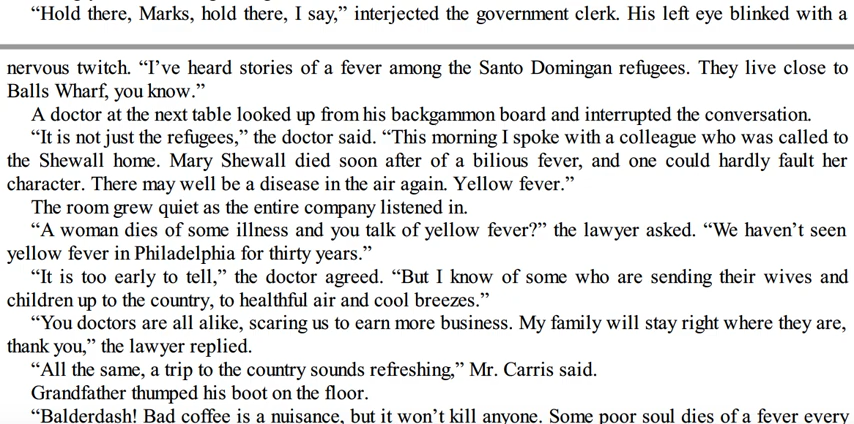 “Hold there, Marks, hold there, I say,” interjected the government clerk. His left eye blinked with a
nervous twitch. “I’ve heard stories of a fever among the Santo Domingan refugees. They live close to
Balls Wharf, you know.”
A doctor at the next table looked up from his backgammon board and interrupted the conversation.
“It is not just the refugees,” the doctor said. “This morning I spoke with a colleague who was called to
the Shewall home. Mary Shewall died soon after of a bilious fever, and one could hardly fault her
character. There may well be a disease in the air again. Yellow fever.”
The room grew quiet as the entire company listened in.
“A woman dies of some illness and you talk of yellow fever?” the lawyer asked. “We haven’t seen
yellow fever in Philadelphia for thirty years.”
“It is too early to tell,” the doctor agreed. “But I know of some who are sending their wives and
children up to the country, to healthful air and cool breezes.”
“You doctors are all alike, scaring us to earn more business. My family will stay right where they are,
thank you,” the lawyer replied.
“All the same, a trip to the country sounds refreshing,” Mr. Carris said.
Grandfather thumped his boot on the floor.
“Balderdash! Bad coffee is a nuisance, but it won’t kill anyone. Some poor soul dies of a fever every